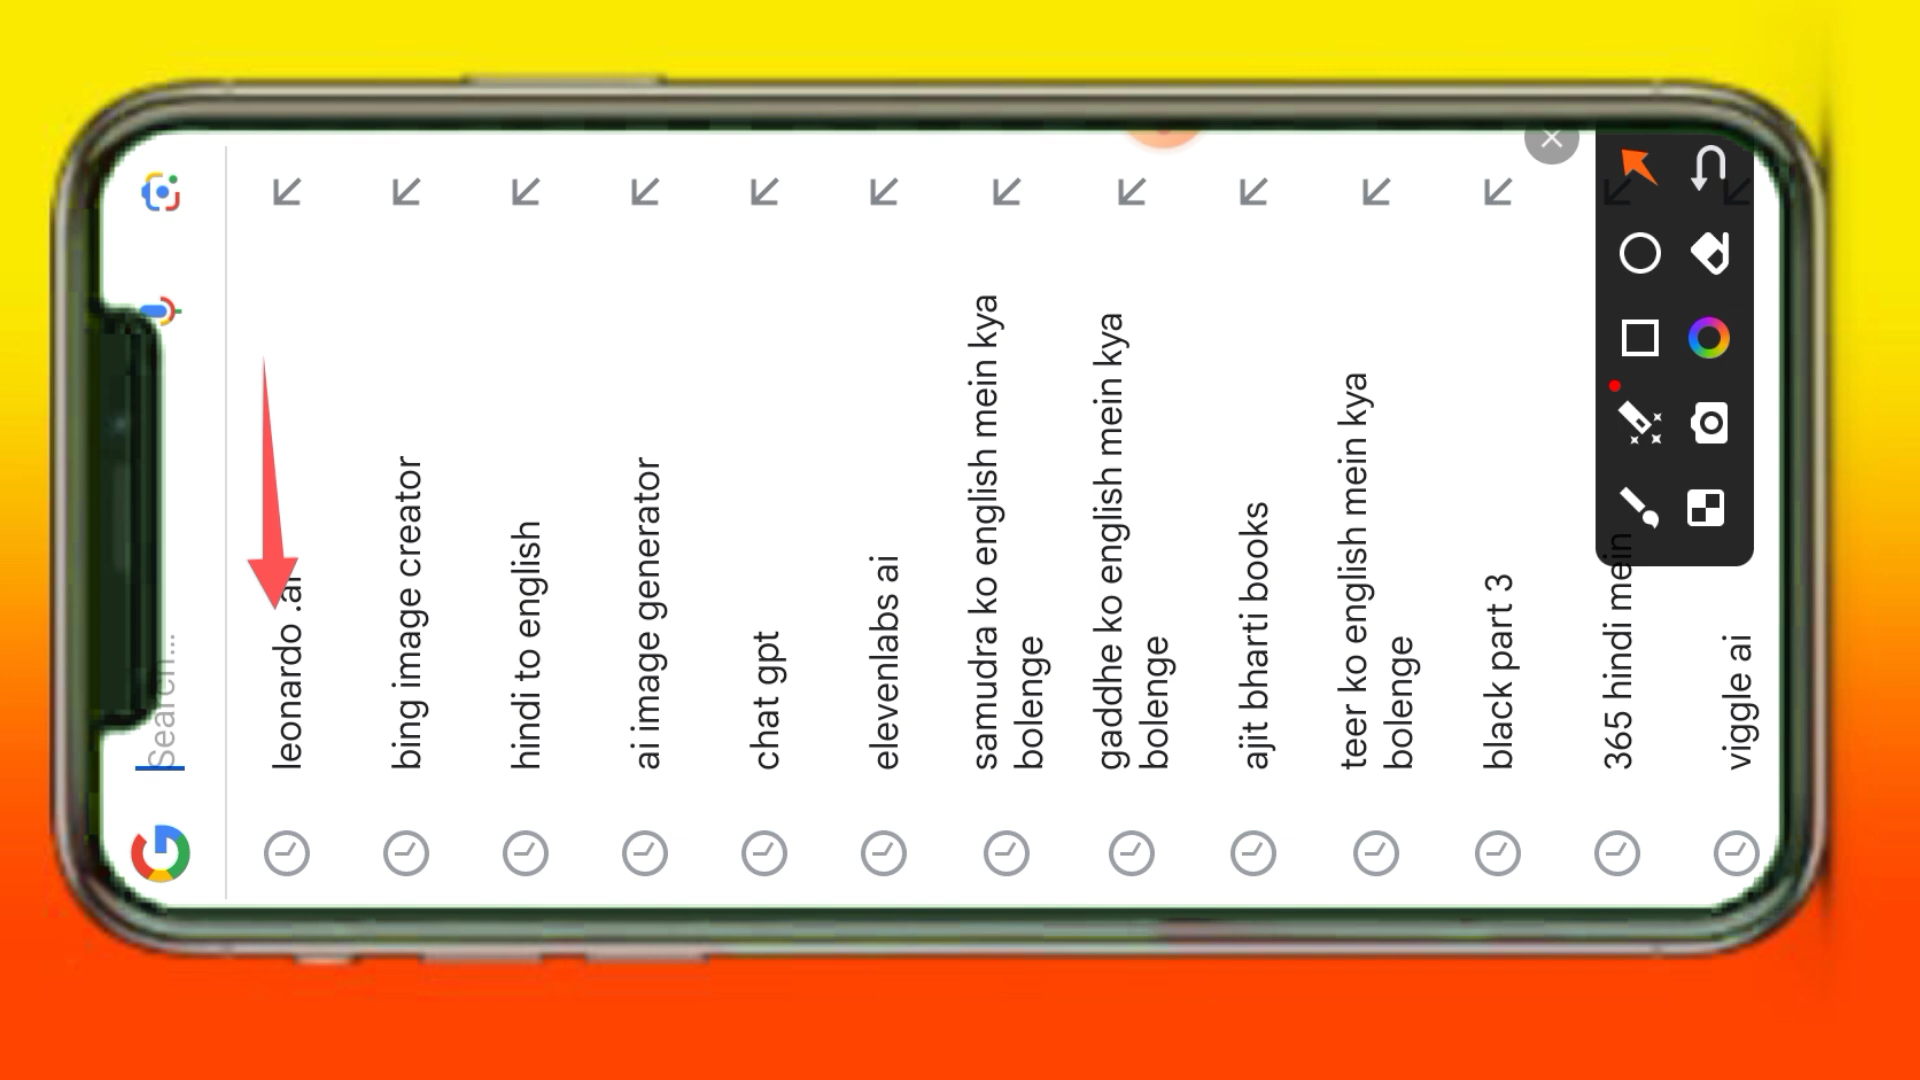 Search...
leonardo .ai
bing image creator
hindi to english
ai image generator
chat gpt
elevenlabs ai
samudra ko english mein kya
bolenge
gaddhe ko english mein kya
bolenge
ajit bharti books
teer ko english mein kya
bolenge
black part 3
365 hindi mein
viggle ai